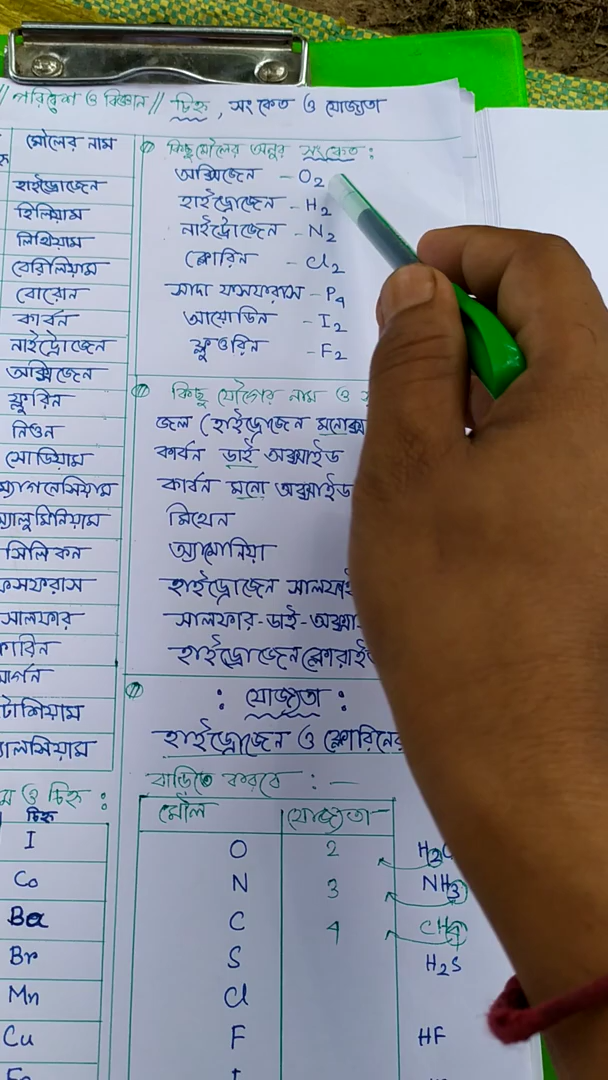 // পরিবেশ ও বিজ্ঞান // চিহ্ন, সংকেত ও যোজ্যতা
মৌলের নাম
হাইড্রোজেন
হিলিয়াম
লিথিয়াম
বেরিলিয়াম
বোরোন
কার্বন
নাইট্রোজেন
অক্সিজেন
ফ্লুরিন
নিওন
সোডিয়াম
ম্যাগনেসিয়াম
অ্যালুমিনিয়াম
সিলিকন
ফসফরাস
সালফার
ক্লোরিন
আর্গন
পটাশিয়াম
ক্যালসিয়াম
ও চিহ্ন :
চিহ্ন
I
Co
Ba
Br
Mn
Cu
কিছু মৌলের অনুর সংকেত :
অক্সিজেন - O₂
হাইড্রোজেন - H₂
নাইট্রোজেন - N₂
ক্লোরিন - Cl₂
সাদা ফসফরাস - P₄
আয়োডিন - I₂
ফ্লুওরিন - F₂
কিছু যৌগের নাম ও
জল (হাইড্রোজেন মনোক্সা
কার্বন ডাই অক্সাইড
কার্বন মনো অক্সাইড
মিথেন
অ্যামোনিয়া
হাইড্রোজেন সালফাই
সালফার-ডাই-অক্সা
হাইড্রোজেন ক্লোরাইড
: যোজ্যতা :
হাইড্রোজেন ও ক্লোরিনের
বাড়িতে করবে : —
মৌল যোজ্যতা
O 2
N 3 NH₃
C 4 CH₄
S H₂S
Cl
F HF
I